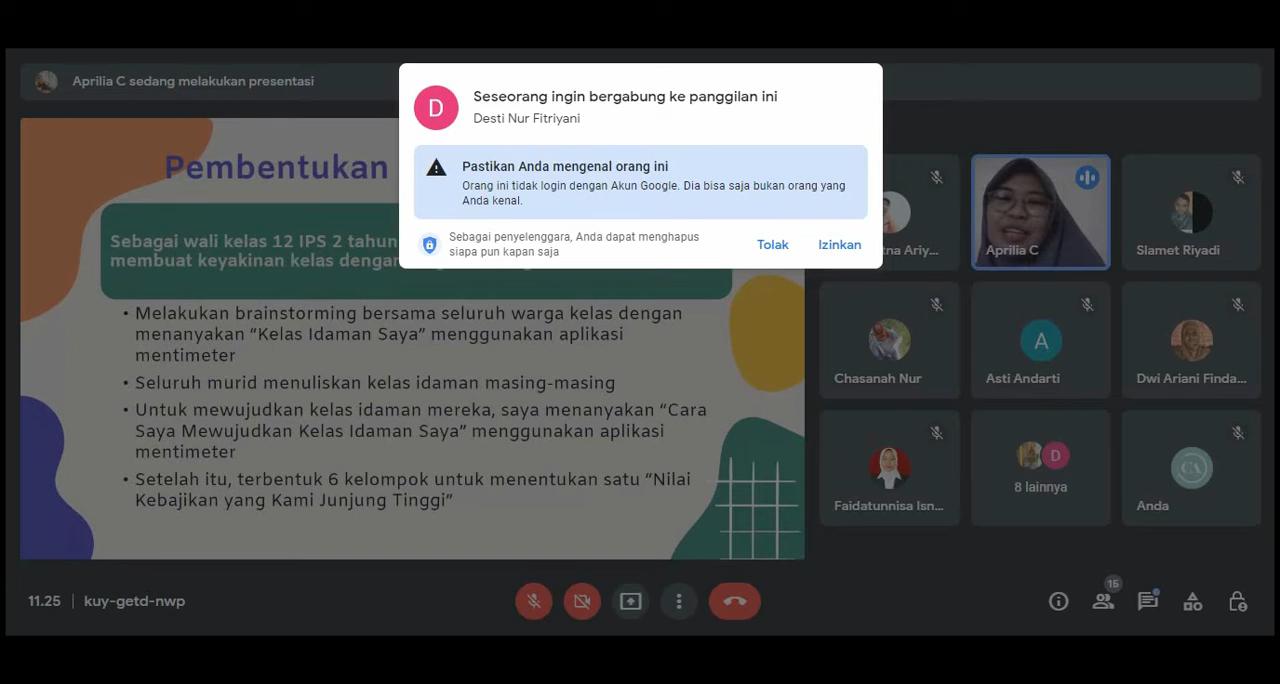 Aprilia C sedang melakukan presentasi
D
Seseorang ingin bergabung ke panggilan ini
Desti Nur Fitriyani
Pastikan Anda mengenal orang ini
Orang ini tidak login dengan Akun Google. Dia bisa saja bukan orang yang
Anda kenal.
Sebagai penyelenggara, Anda dapat menghapus
siapa pun kapan saja
Tolak
Izinkan
Pembentukan
Sebagai wali kelas 12 IPS 2 tahun
membuat keyakinan kelas dengan
• Melakukan brainstorming bersama seluruh warga kelas dengan
menanyakan "Kelas Idaman Saya" menggunakan aplikasi
mentimeter
• Seluruh murid menuliskan kelas idaman masing-masing
• Untuk mewujudkan kelas idaman mereka, saya menanyakan "Cara
Saya Mewujudkan Kelas Idaman Saya" menggunakan aplikasi
mentimeter
• Setelah itu, terbentuk 6 kelompok untuk menentukan satu "Nilai
Kebajikan yang Kami Junjung Tinggi"
tna Ariy...
Aprilia C
Slamet Riyadi
Chasanah Nur
A
Asti Andarti
Dwi Ariani Finda...
Faidatunnisa Isn...
D
8 lainnya
CA
Anda
11.25 | kuy-getd-nwp
15